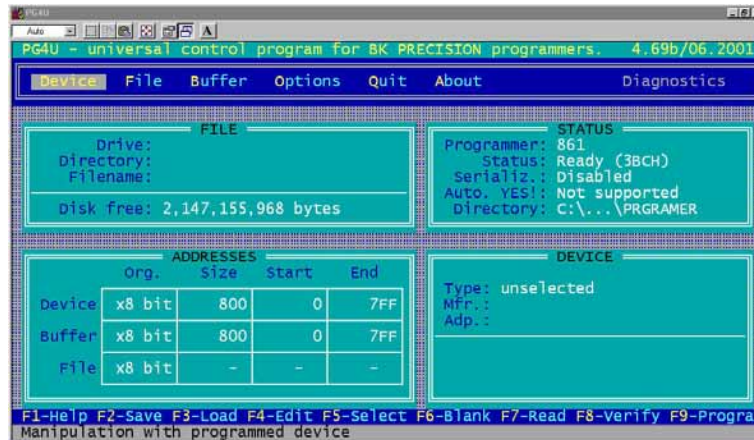 PG4U
Auto
PG4U – universal control program for BK PRECISION programmers. 4.69b/06.2001
Device File Buffer Options Quit About Diagnostics
FILE
Drive:
Directory:
Filename:
Disk free: 2,147,155,968 bytes
STATUS
Programmer: 861
Status: Ready (3BCH)
Serializ.: Disabled
Auto. YES!: Not supported
Directory: C:\...\PRGRAMER
ADDRESSES
Org. Size Start End
Device x8 bit 800 0 7FF
Buffer x8 bit 800 0 7FF
File x8 bit – – –
DEVICE
Type: unselected
Mfr.:
Adp.:
F1-Help F2-Save F3-Load F4-Edit F5-Select F6-Blank F7-Read F8-Verify F9-Progra
Manipulation with programmed device